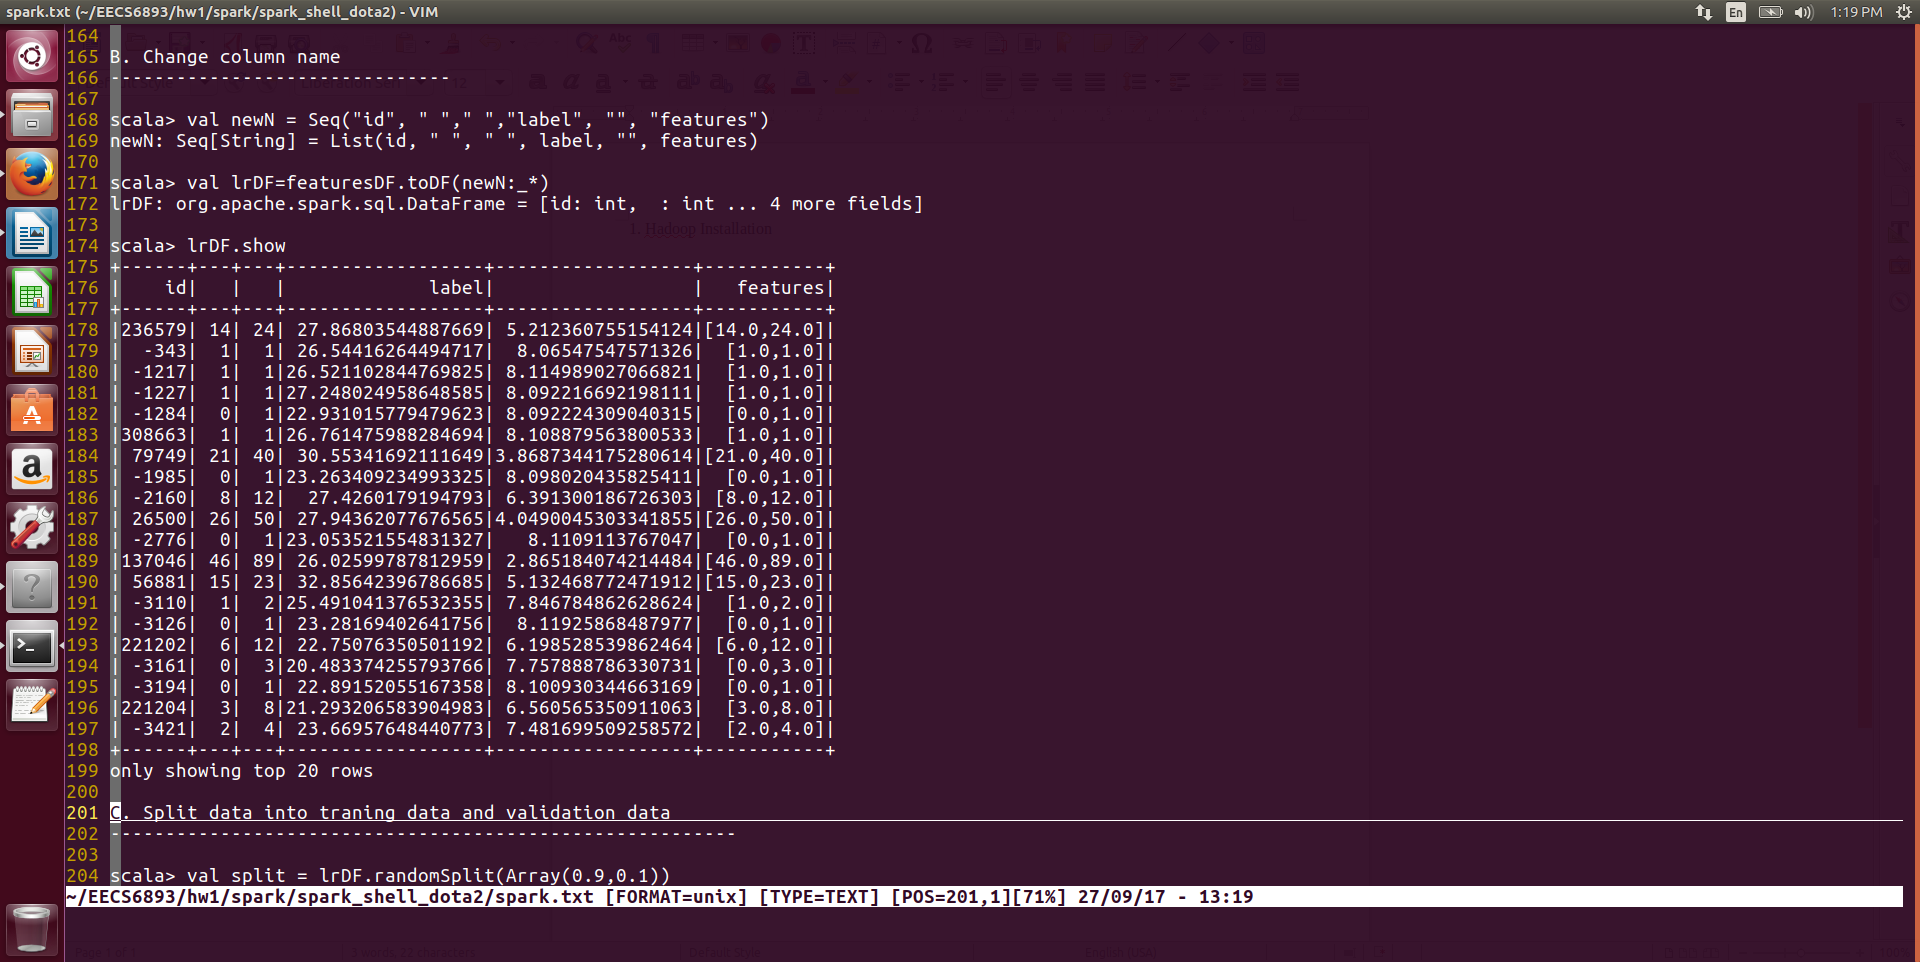 spark.txt (~/EECS6893/hw1/spark/spark_shell_dota2) - VIM
En
1:19 PM
164
165 B. Change column name
166 -------------------------------
167
168 scala> val newN = Seq("id", " "," ","label", "", "features")
169 newN: Seq[String] = List(id, " ", " ", label, "", features)
170
171 scala> val lrDF=featuresDF.toDF(newN:_*)
172 lrDF: org.apache.spark.sql.DataFrame = [id: int,  : int ... 4 more fields]
1. Hadoop Installation
173
174 scala> lrDF.show
175 +------+---+---+------------------+------------------+-----------+
176 |    id|   |   |             label|                  |   features|
177 +------+---+---+------------------+------------------+-----------+
178 |236579| 14| 24| 27.86803544887669| 5.212360755154124|[14.0,24.0]|
179 |  -343|  1|  1| 26.54416264494717|  8.06547547571326|  [1.0,1.0]|
180 | -1217|  1|  1|26.521102844769825| 8.114989027066821|  [1.0,1.0]|
181 | -1227|  1|  1|27.248024958648585| 8.092216692198111|  [1.0,1.0]|
182 | -1284|  0|  1|22.931015779479623| 8.092224309040315|  [0.0,1.0]|
183 |308663|  1|  1|26.761475988284694| 8.108879563800533|  [1.0,1.0]|
184 | 79749| 21| 40| 30.55341692111649|3.8687344175280614|[21.0,40.0]|
185 | -1985|  0|  1|23.263409234993325| 8.098020435825411|  [0.0,1.0]|
186 | -2160|  8| 12|  27.4260179194793| 6.391300186726303| [8.0,12.0]|
187 | 26500| 26| 50| 27.94362077676565|4.0490045303341855|[26.0,50.0]|
188 | -2776|  0|  1|23.053521554831327|  8.1109113767047|  [0.0,1.0]|
189 |137046| 46| 89| 26.02599787812959| 2.865184074214484|[46.0,89.0]|
190 | 56881| 15| 23| 32.85642396786685| 5.132468772471912|[15.0,23.0]|
191 | -3110|  1|  2|25.491041376532355| 7.846784862628624|  [1.0,2.0]|
192 | -3126|  0|  1| 23.28169402641756|  8.11925868487977|  [0.0,1.0]|
193 |221202|  6| 12| 22.75076350501192| 6.198528539862464| [6.0,12.0]|
194 | -3161|  0|  3|20.483374255793766| 7.757888786330731|  [0.0,3.0]|
195 | -3194|  0|  1| 22.89152055167358| 8.100930344663169|  [0.0,1.0]|
196 |221204|  3|  8|21.293206583904983| 6.560565350911063|  [3.0,8.0]|
197 | -3421|  2|  4| 23.66957648440773| 7.481699509258572|  [2.0,4.0]|
198 +------+---+---+------------------+------------------+-----------+
199 only showing top 20 rows
200
201 C. Split data into traning data and validation data
202 ---------------------------------------------------------
203
204 scala> val split = lrDF.randomSplit(Array(0.9,0.1))
~/EECS6893/hw1/spark/spark_shell_dota2/spark.txt [FORMAT=unix] [TYPE=TEXT] [POS=201,1][71%] 27/09/17 - 13:19